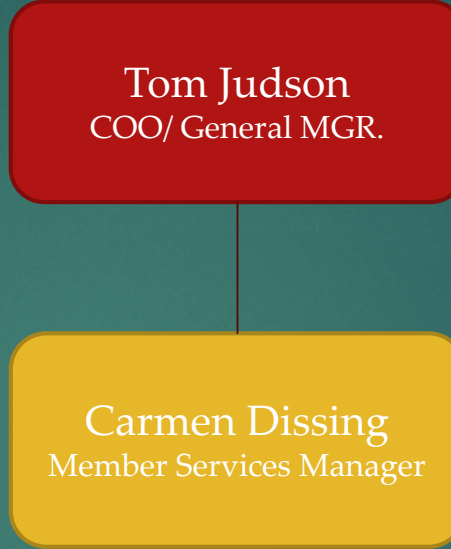 Tom Judson
COO/ General MGR.
Carmen Dissing
Member Services Manager